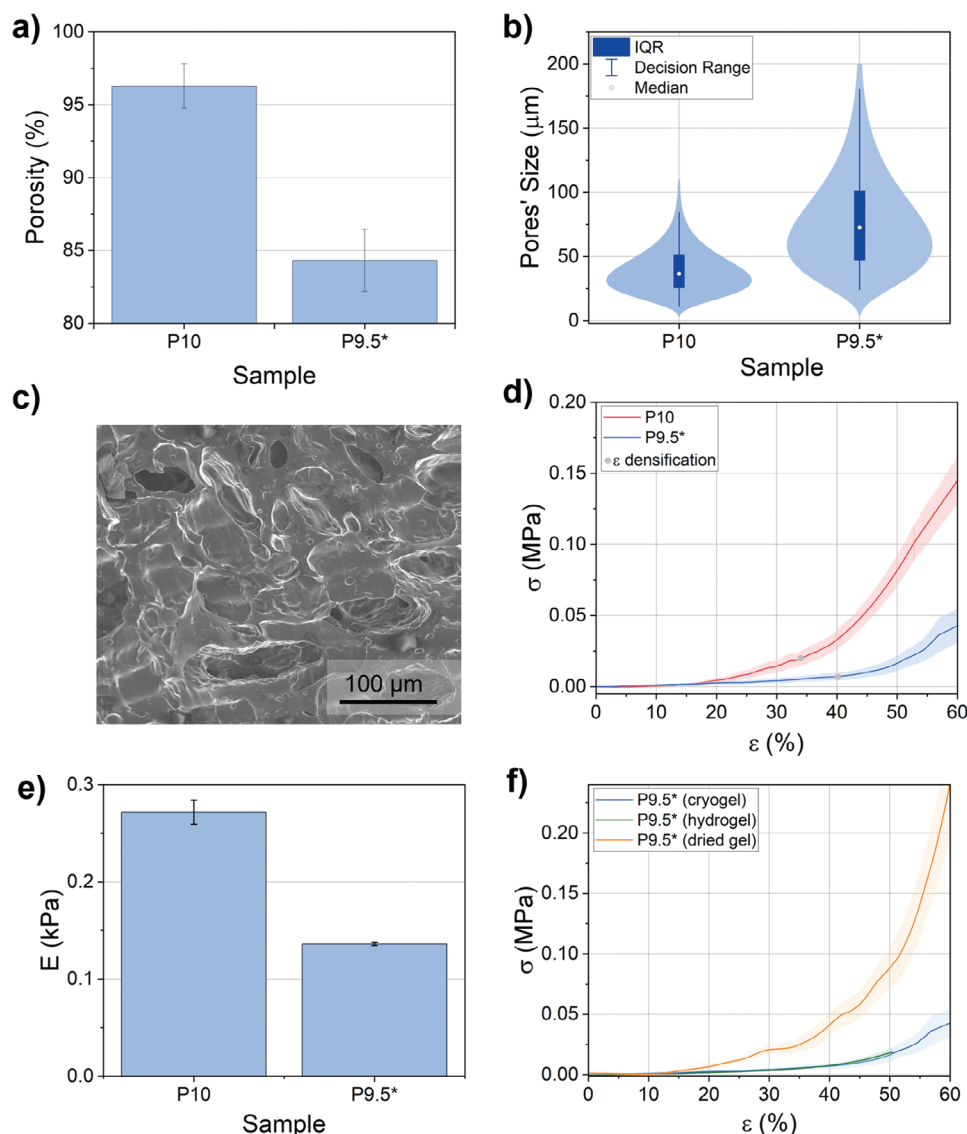 a)
100
95
90
85
80
Porosity (%)
P10
P9.5*
Sample
b)
IQR
Decision Range
Median
200
150
100
50
0
Pores' Size (μm)
P10
P9.5*
Sample
c)
100 μm
d)
P10
P9.5*
ε densification
0.20
0.15
0.10
0.05
0.00
σ (MPa)
0
10
20
30
40
50
60
ε (%)
e)
0.3
0.2
0.1
0.0
E (kPa)
P10
P9.5*
Sample
f)
P9.5* (cryogel)
P9.5* (hydrogel)
P9.5* (dried gel)
0.20
0.15
0.10
0.05
0.00
σ (MPa)
0
10
20
30
40
50
60
ε (%)